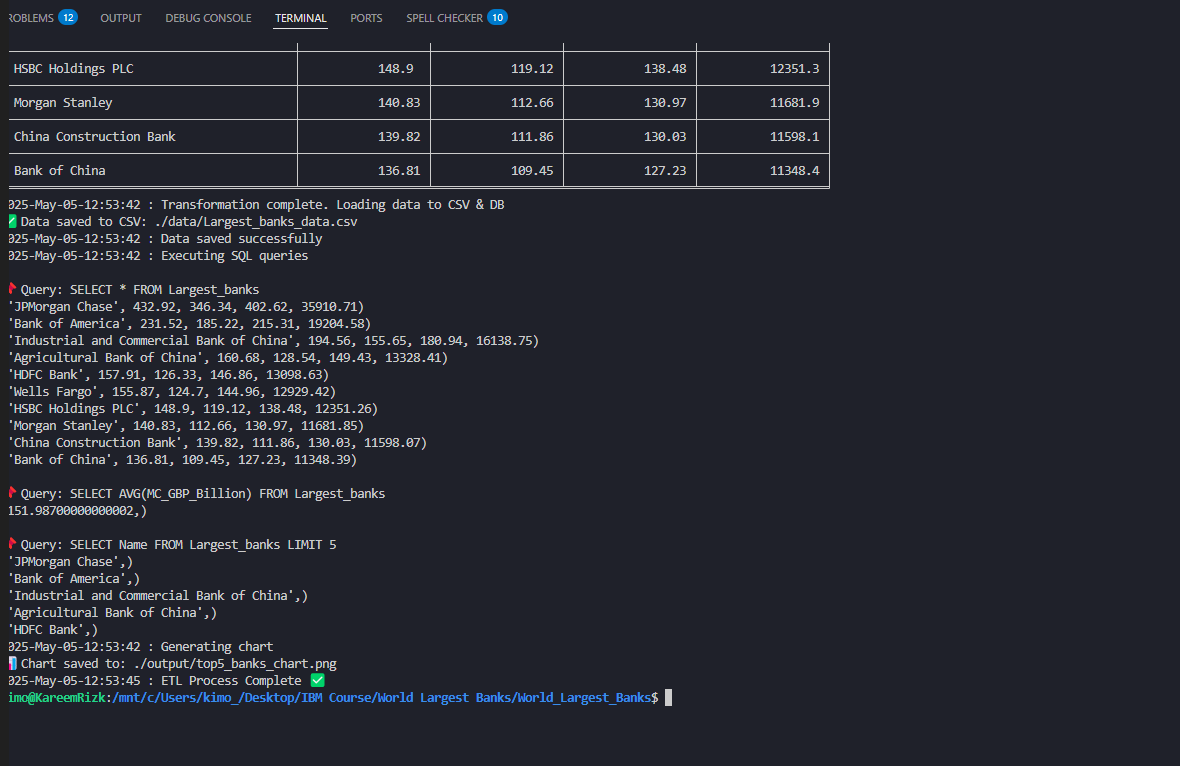 ROBLEMS 12 OUTPUT DEBUG CONSOLE TERMINAL PORTS SPELL CHECKER 10
HSBC Holdings PLC 148.9 119.12 138.48 12351.3
Morgan Stanley 140.83 112.66 130.97 11681.9
China Construction Bank 139.82 111.86 130.03 11598.1
Bank of China 136.81 109.45 127.23 11348.4
025-May-05-12:53:42 : Transformation complete. Loading data to CSV & DB
✅ Data saved to CSV: ./data/Largest_banks_data.csv
025-May-05-12:53:42 : Data saved successfully
025-May-05-12:53:42 : Executing SQL queries
Query: SELECT * FROM Largest_banks
'JPMorgan Chase', 432.92, 346.34, 402.62, 35910.71)
'Bank of America', 231.52, 185.22, 215.31, 19204.58)
'Industrial and Commercial Bank of China', 194.56, 155.65, 180.94, 16138.75)
'Agricultural Bank of China', 160.68, 128.54, 149.43, 13328.41)
'HDFC Bank', 157.91, 126.33, 146.86, 13098.63)
'Wells Fargo', 155.87, 124.7, 144.96, 12929.42)
'HSBC Holdings PLC', 148.9, 119.12, 138.48, 12351.26)
'Morgan Stanley', 140.83, 112.66, 130.97, 11681.85)
'China Construction Bank', 139.82, 111.86, 130.03, 11598.07)
'Bank of China', 136.81, 109.45, 127.23, 11348.39)
Query: SELECT AVG(MC_GBP_Billion) FROM Largest_banks
151.98700000000002,)
Query: SELECT Name FROM Largest_banks LIMIT 5
'JPMorgan Chase',)
'Bank of America',)
'Industrial and Commercial Bank of China',)
'Agricultural Bank of China',)
'HDFC Bank',)
025-May-05-12:53:42 : Generating chart
Chart saved to: ./output/top5_banks_chart.png
025-May-05-12:53:45 : ETL Process Complete ✅
imo@KareemRizk:/mnt/c/Users/kimo_/Desktop/IBM Course/World Largest Banks/World_Largest_Banks$